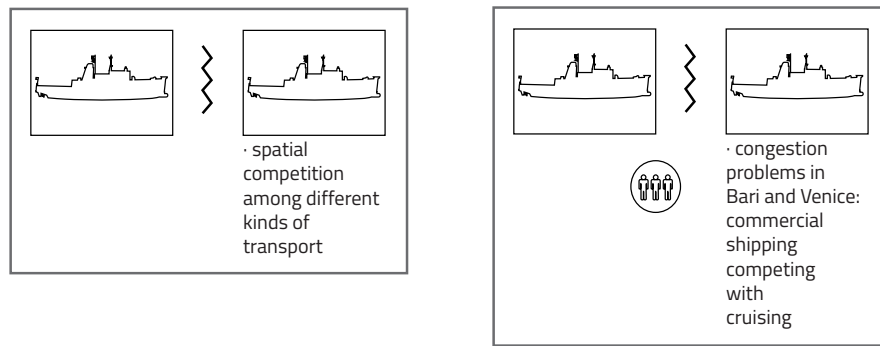 · spatial
competition
among different
kinds of
transport
· congestion
problems in
Bari and Venice:
commercial
shipping
competing
with
cruising